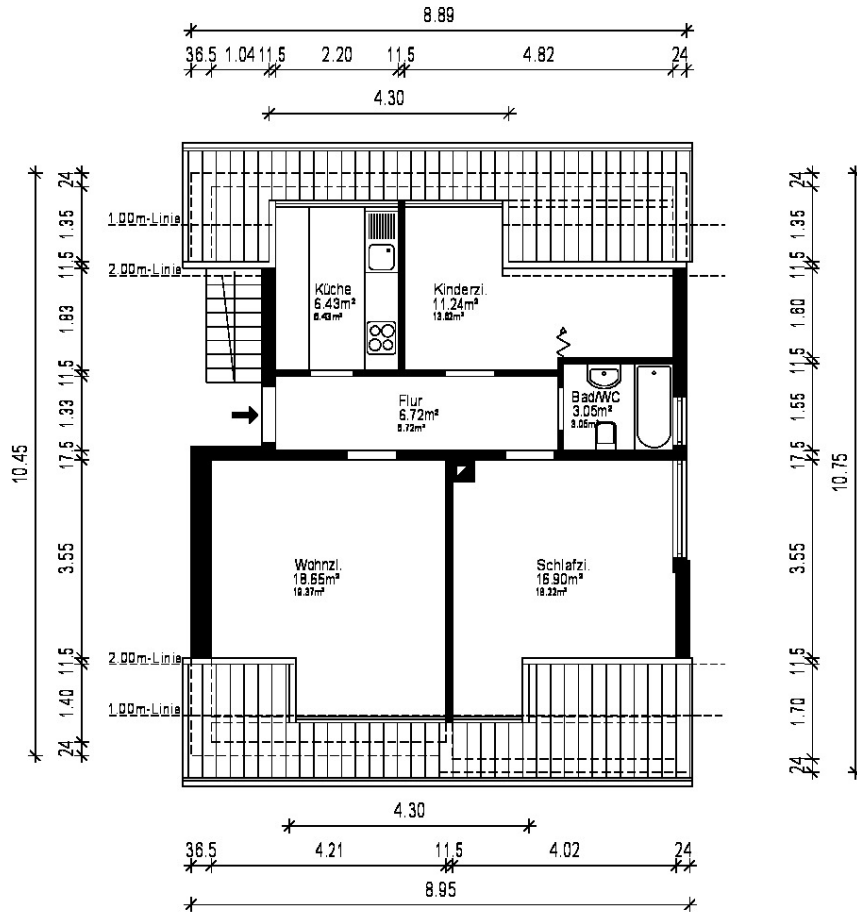 8.89
36.5 1.04 11.5 2.20 11.5 4.82 24
4.30
24
1.35
11.5
1.83
11.5
1.33
17.5
3.55
11.5
1.40
24
10.45
1.00m-Linie
2.00m-Linie
Küche
6.43m²
6.43m²
Kinderzi.
11.24m²
13.82m²
Flur
6.72m²
6.72m²
Bad/WC
3.05m²
3.05m²
Wohnzi.
18.65m²
19.37m²
Schlafzi.
16.90m²
18.22m²
2.00m-Linie
1.00m-Linie
24
1.35
11.5
1.60
11.5
1.55
17.5
3.55
11.5
1.70
24
10.75
4.30
36.5 4.21 11.5 4.02 24
8.95